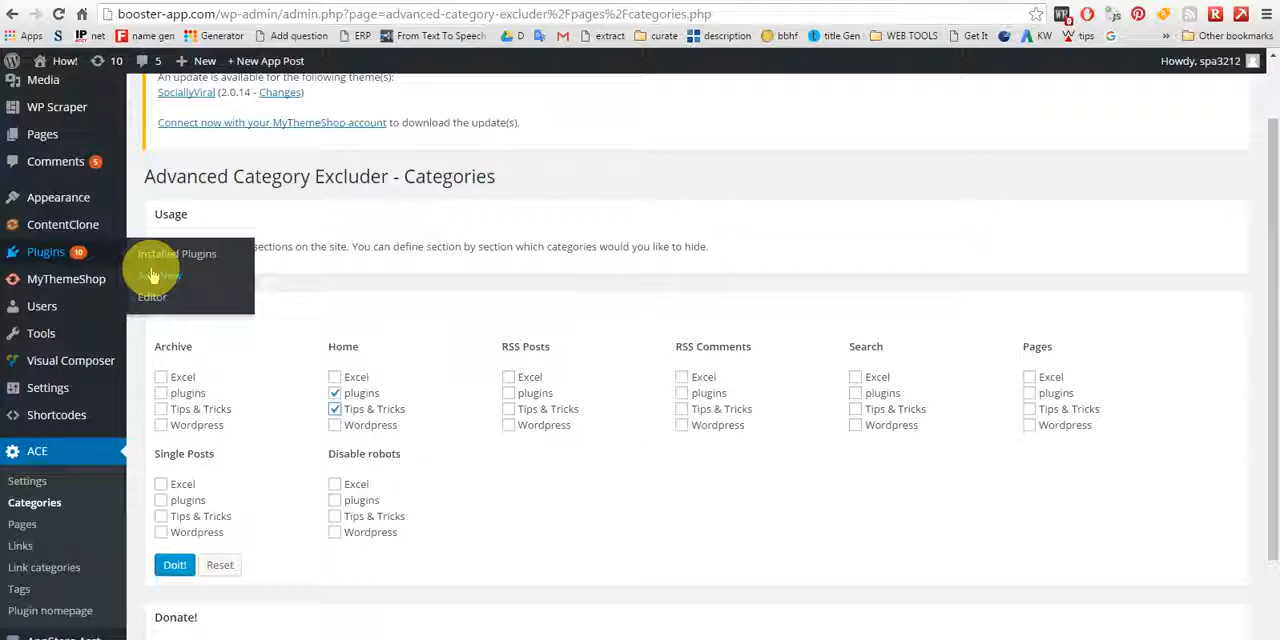 booster-app.com/wp-admin/admin.php?page=advanced-category-excluder%2Fpages%2Fcategories.php
Apps S IP net name gen Generator Add question ERP From Text To Speech D extract curate description bbhf title Gen WEB TOOLS Get It KW tips » Other bookmarks
How! 10 5 + New + New App Post Howdy, spa3212
Media
WP Scraper
Pages
Comments 5
Appearance
ContentClone
Plugins 10
MyThemeShop
Users
Tools
Visual Composer
Settings
Shortcodes
ACE
Settings
Categories
Pages
Links
Link categories
Tags
Plugin homepage
Installed Plugins
Editor
An update is available for the following theme(s):
SociallyViral (2.0.14 - Changes)
Connect now with your MyThemeShop account to download the update(s).
Advanced Category Excluder - Categories
Usage
sections on the site. You can define section by section which categories would you like to hide.
Archive Home RSS Posts RSS Comments Search Pages
Excel Excel Excel Excel Excel Excel
plugins plugins plugins plugins plugins plugins
Tips & Tricks Tips & Tricks Tips & Tricks Tips & Tricks Tips & Tricks Tips & Tricks
Wordpress Wordpress Wordpress Wordpress Wordpress Wordpress
Single Posts Disable robots
Excel Excel
plugins plugins
Tips & Tricks Tips & Tricks
Wordpress Wordpress
Doit! Reset
Donate!